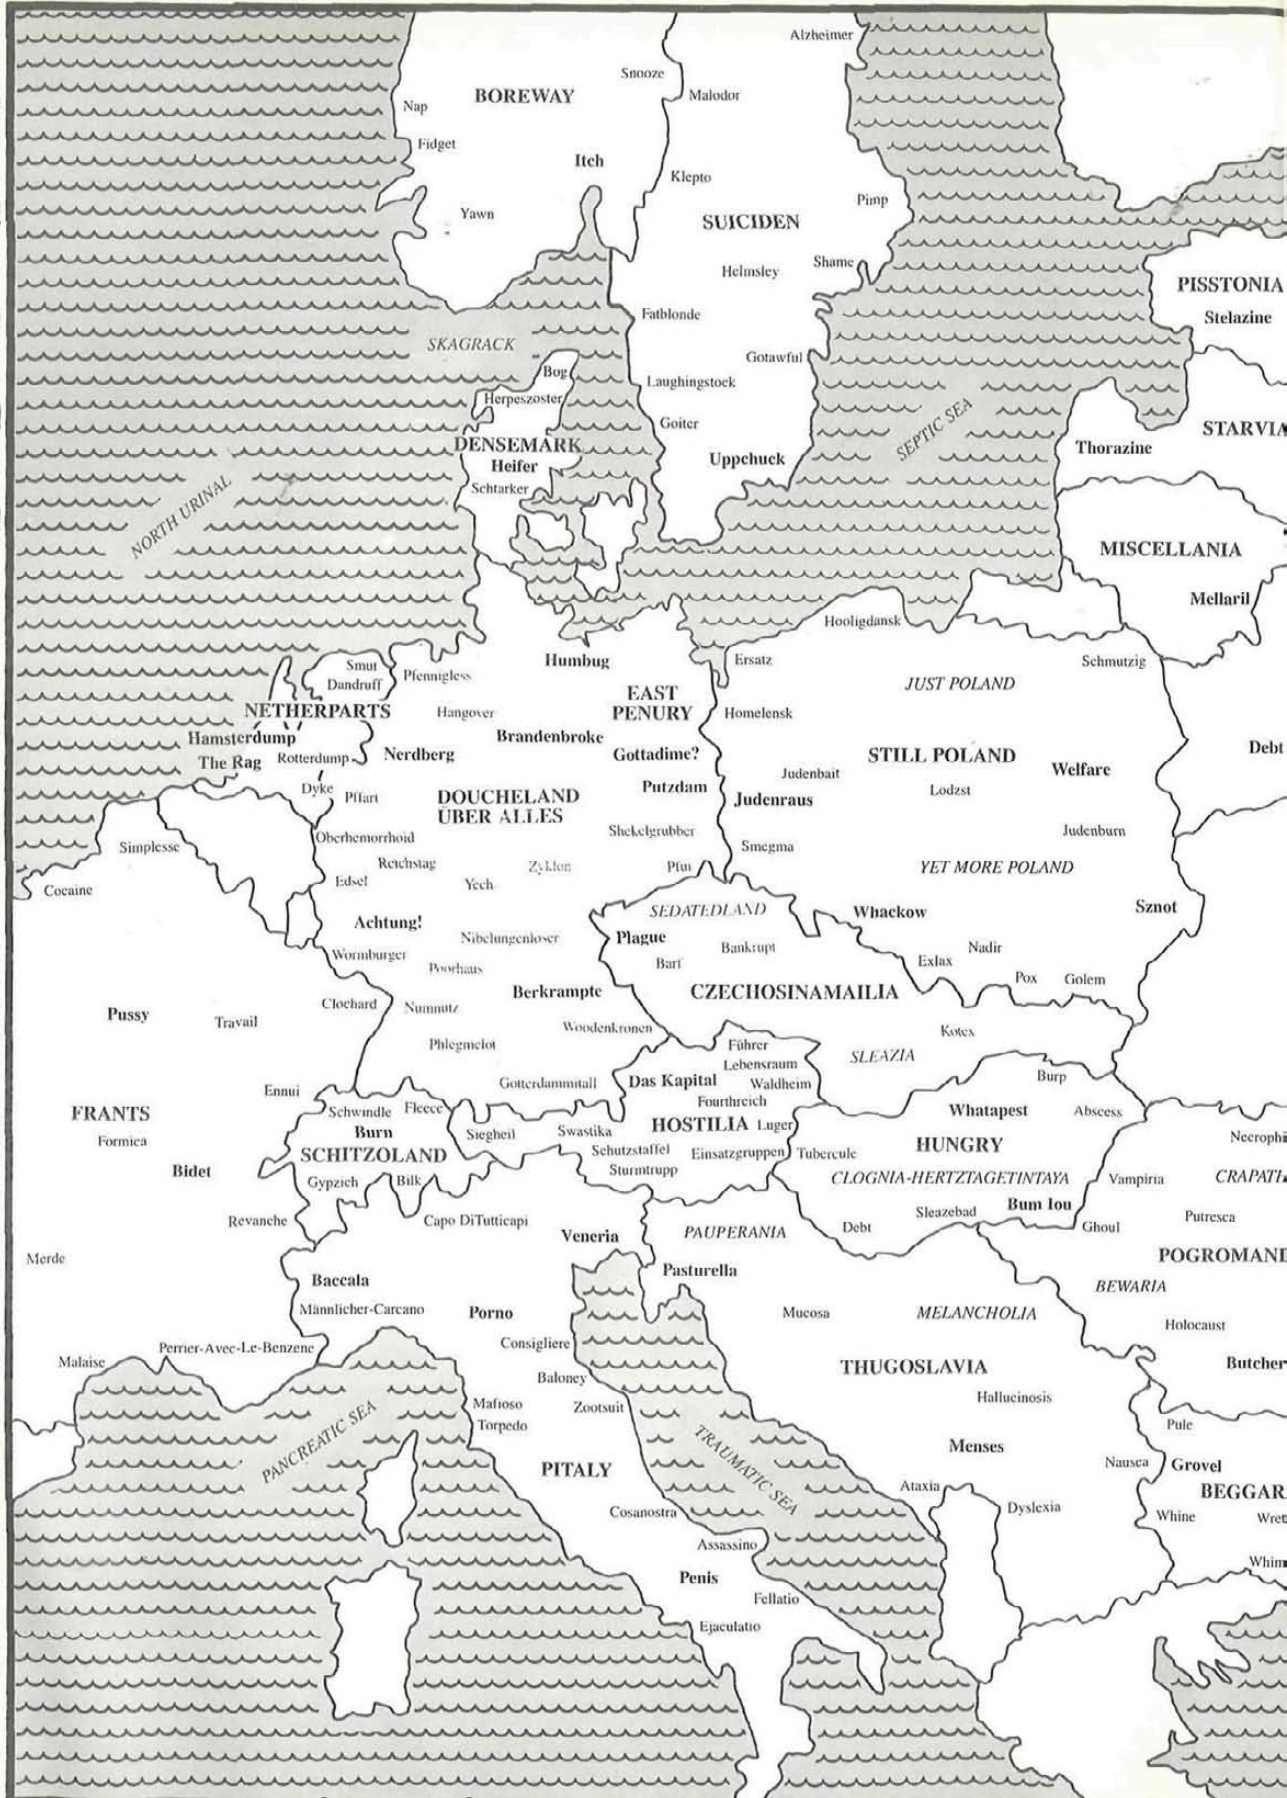 Alzheimer
Snooze
BOREWAY
Malodor
Nap
Fidget
Itch
Klepto
Pimp
Yawn
SUICIDEN
Shame
Helmsley
PISSTONIA
Stelazine
Fatblonde
SKAGRACK
Gotawful
Bog
Laughingstock
Herpeszoster
Goiter
SEPTIC SEA
STARVIA
DENSEMARK
Thorazine
Heifer
Uppchuck
Schtarker
NORTH URINAL
MISCELLANIA
Mellaril
Hooligdansk
Humbug
Ersatz
Schmutzig
Smut
Dandruff
Pfennigless
JUST POLAND
EAST
PENURY
NETHERPARTS
Hangover
Homelensk
Hamsterdump
Brandenbroke
The Rag
Rotterdump
Nerdberg
Gottadime?
STILL POLAND
Debt
Welfare
Judenbait
Dyke
Putzdam
Lodzst
Pffart
DOUCHELAND
ÜBER ALLES
Judenraus
Oberhemorrhoid
Shekelgrubber
Judenburn
Simplesse
Smegma
Reichstag
Zyklon
Pfui
YET MORE POLAND
Edsel
Yech
Cocaine
Achtung!
SEDATEDLAND
Whackow
Sznot
Nibelungenloser
Plague
Bankrupt
Nadir
Wormburger
Barf
Exlax
Poorhaus
Pox
Golem
Berkrampte
CZECHOSINAMAILIA
Clochard
Numnutz
Pussy
Travail
Woodenkronen
Kotex
Phlegmelot
Führer
SLEAZIA
Lebensraum
Ennui
Gotterdammitall
Das Kapital
Waldheim
Burp
Fourthreich
FRANTS
Schwindle
Fleece
Whatapest
Abscess
Formica
Burn
Siegheil
Swastika
HOSTILIA
Luger
Necrophi
SCHITZOLAND
Schutzstaffel
Einsatzgruppen
Tubercule
HUNGRY
Bidet
Sturmtrupp
Gypzich
Bilk
CLOGNIA-HERTZTAGETINTAYA
Vampiria
CRAPATH
Sleazebad
Bum Iou
Revanche
Capo DiTutticapi
Debt
Ghoul
Putresca
Veneria
PAUPERANIA
Merde
POGROMAND
Pasturella
BEWARIA
Baccala
Männlicher-Carcano
Porno
Mucosa
MELANCHOLIA
Holocaust
Perrier-Avec-Le-Benzene
Consigliere
Malaise
THUGOSLAVIA
Butcher
Baloney
Hallucinosis
Mafioso
Zootsuit
Torpedo
Pule
PANCREATIC SEA
TRAUMATIC SEA
Menses
Nausea
Grovel
PITALY
Ataxia
BEGGAR
Cosanostra
Dyslexia
Whine
Wret
Assassino
Whim
Penis
Fellatio
Ejaculatio